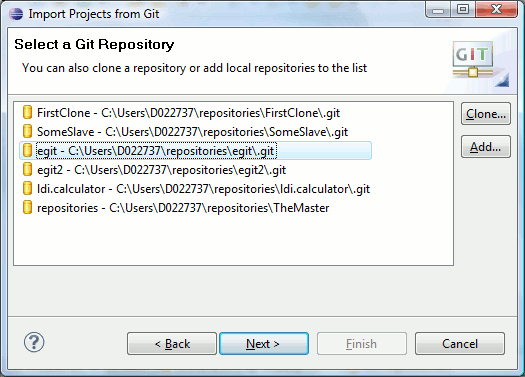 Import Projects from Git
Select a Git Repository
You can also clone a repository or add local repositories to the list
GIT
FirstClone - C:\Users\D022737\repositories\FirstClone\.git
SomeSlave - C:\Users\D022737\repositories\SomeSlave\.git
egit - C:\Users\D022737\repositories\egit\.git
egit2 - C:\Users\D022737\repositories\egit2\.git
ldi.calculator - C:\Users\D022737\repositories\ldi.calculator\.git
repositories - C:\Users\D022737\repositories\TheMaster
Clone...
Add...
?
< Back
Next >
Finish
Cancel